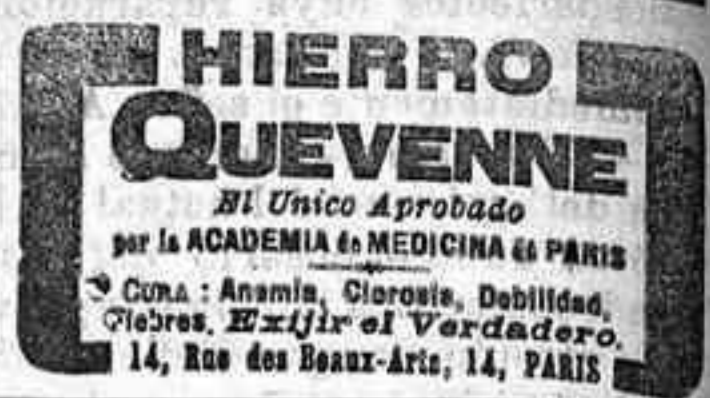 HIERRO
QUEVENNE
El Unico Aprobado
por la ACADEMIA de MEDICINA de PARIS
CURA : Anemia, Clorosis, Debilidad,
Fiebres. Exijir el Verdadero.
14, Rue des Beaux-Arts, 14, PARIS